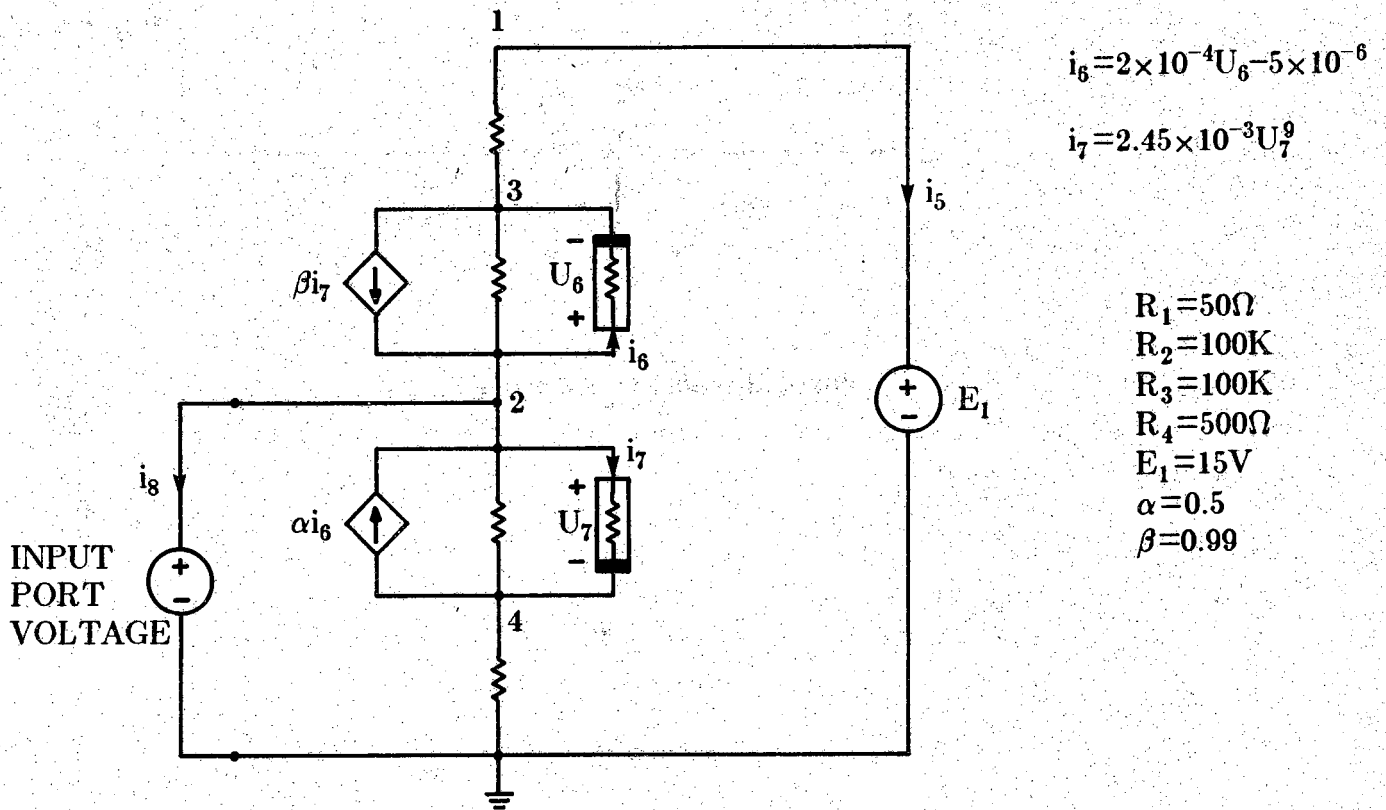 1
i₆=2×10⁻⁴U₆−5×10⁻⁶
i₇=2.45×10⁻³U₇⁹
3
i₅
βi₇
−
U₆
+
i₆
R₁=50Ω
R₂=100K
R₃=100K
R₄=500Ω
E₁=15V
α=0.5
β=0.99
+
−
E₁
2
i₇
i₈
αi₆
+
U₇
−
INPUT
PORT
VOLTAGE
+
−
4